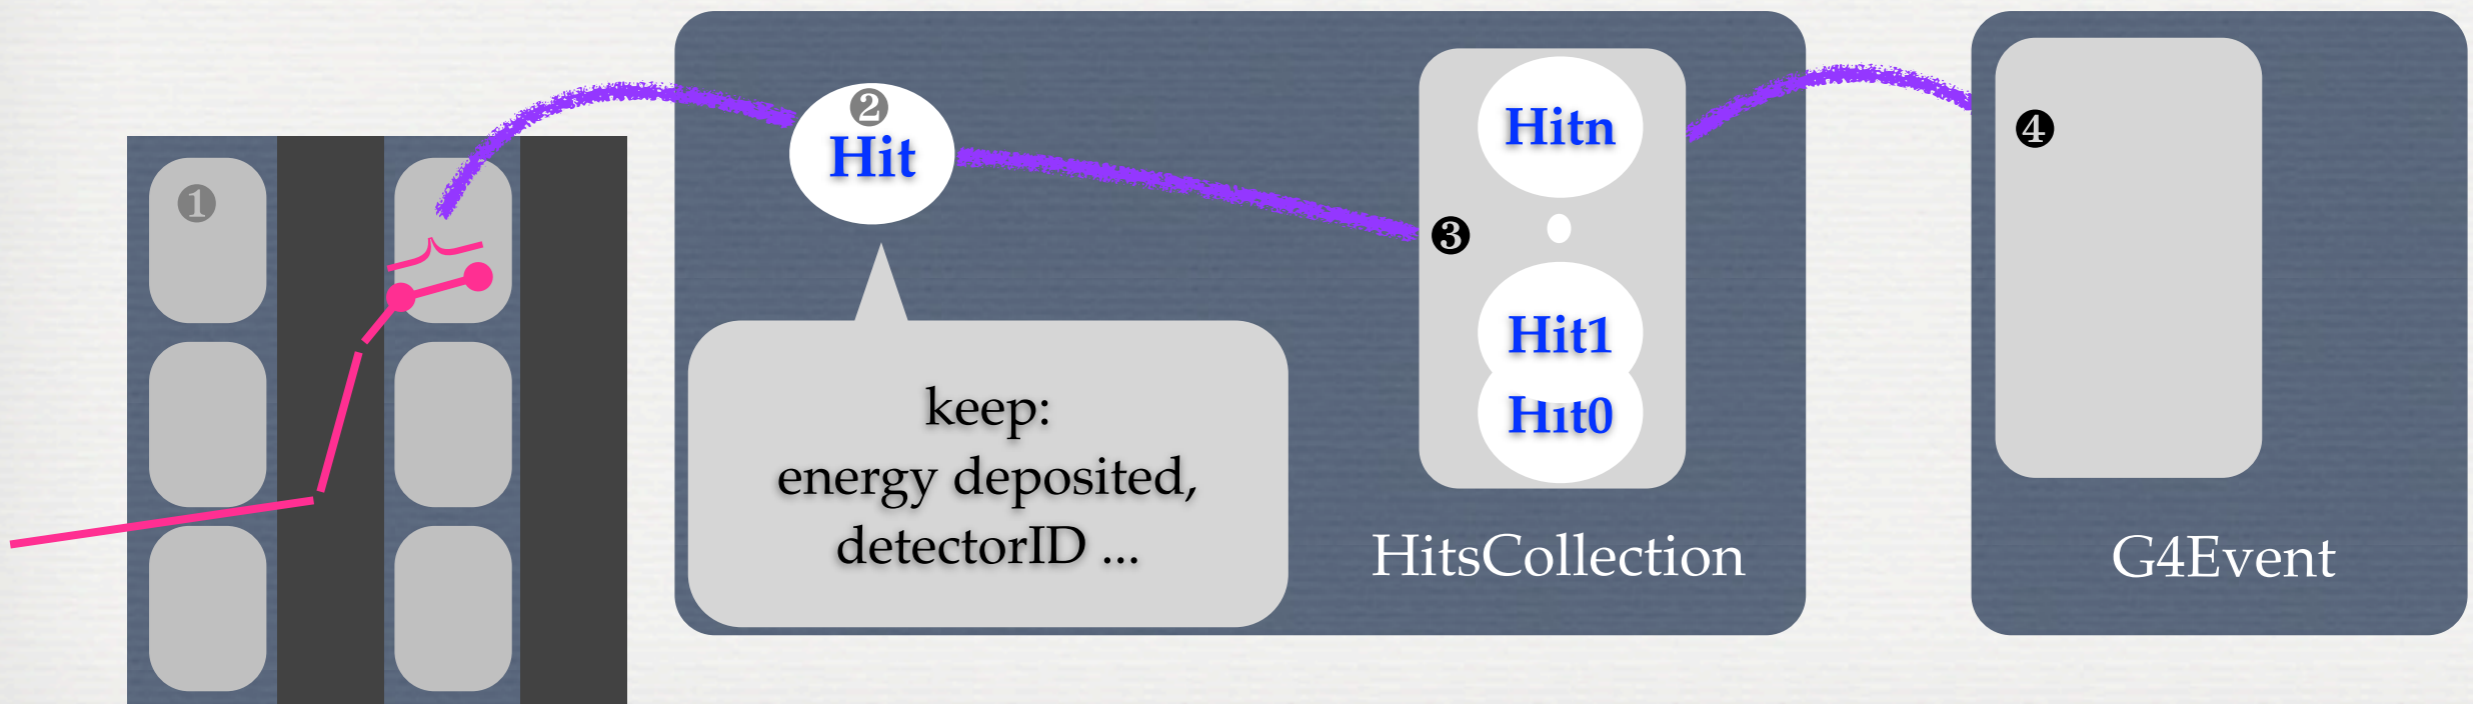 ❶
❷
Hit
keep:
energy deposited,
detectorID ...
❸
Hitn
Hit1
Hit0
HitsCollection
❹
G4Event